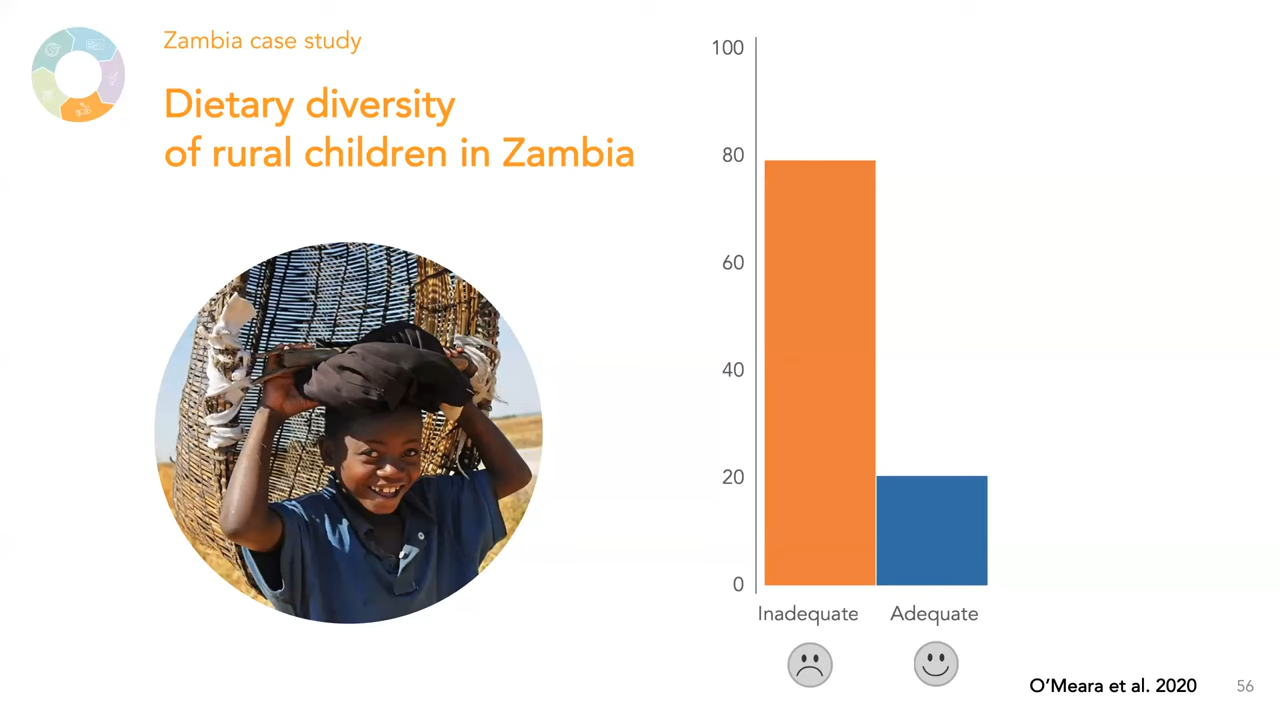 Zambia case study
Dietary diversity
of rural children in Zambia
100
80
60
40
20
0
Inadequate
Adequate
O’Meara et al. 2020
56